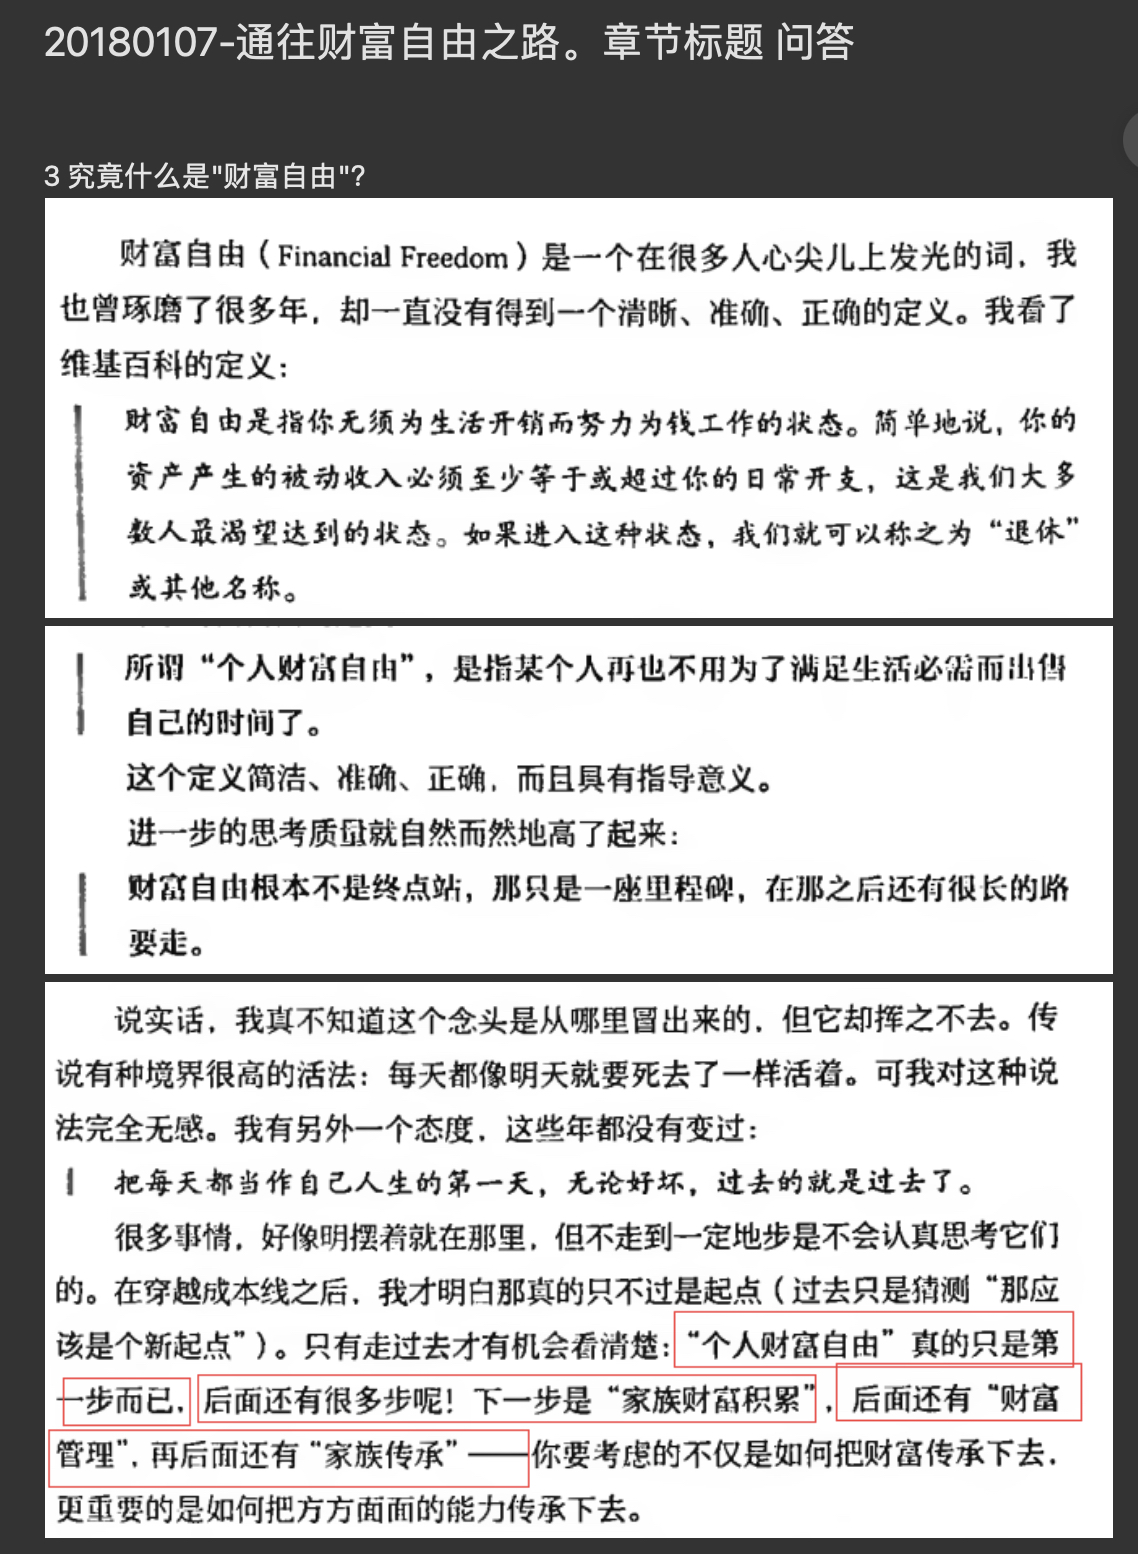 20180107-通往财富自由之路。章节标题 问答
3 究竟什么是"财富自由"?
财富自由（Financial Freedom）是一个在很多人心尖儿上发光的词，我
也曾琢磨了很多年，却一直没有得到一个清晰、准确、正确的定义。我看了
维基百科的定义：
财富自由是指你无须为生活开销而努力为钱工作的状态。简单地说，你的
资产产生的被动收入必须至少等于或超过你的日常开支，这是我们大多
数人最渴望达到的状态。如果进入这种状态，我们就可以称之为“退休”
或其他名称。
所谓“个人财富自由”，是指某个人再也不用为了满足生活必需而出售
自己的时间了。
这个定义简洁、准确、正确，而且具有指导意义。
进一步的思考质量就自然而然地高了起来：
财富自由根本不是终点站，那只是一座里程碑，在那之后还有很长的路
要走。
说实话，我真不知道这个念头是从哪里冒出来的，但它却挥之不去。传
说有种境界很高的活法：每天都像明天就要死去了一样活着。可我对这种说
法完全无感。我有另外一个态度，这些年都没有变过：
把每天都当作自己人生的第一天，无论好坏，过去的就是过去了。
很多事情，好像明摆着就在那里，但不走到一定地步是不会认真思考它们
的。在穿越成本线之后，我才明白那真的只不过是起点（过去只是猜测“那应
该是个新起点”）。只有走过去才有机会看清楚：“个人财富自由”真的只是第
一步而已，后面还有很多步呢！下一步是“家族财富积累”，后面还有“财富
管理”，再后面还有“家族传承”——你要考虑的不仅是如何把财富传承下去，
更重要的是如何把方方面面的能力传承下去。